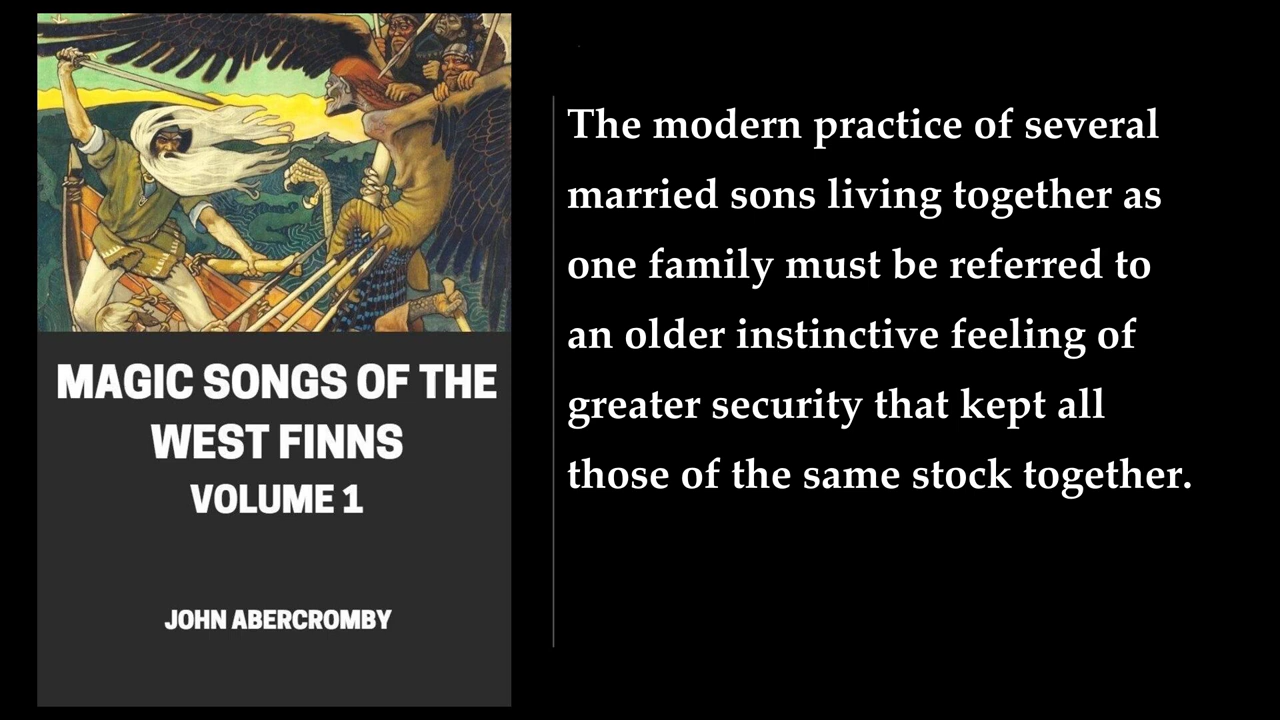 MAGIC SONGS OF THE
WEST FINNS
VOLUME 1
JOHN ABERCROMBY
The modern practice of several
married sons living together as
one family must be referred to
an older instinctive feeling of
greater security that kept all
those of the same stock together.